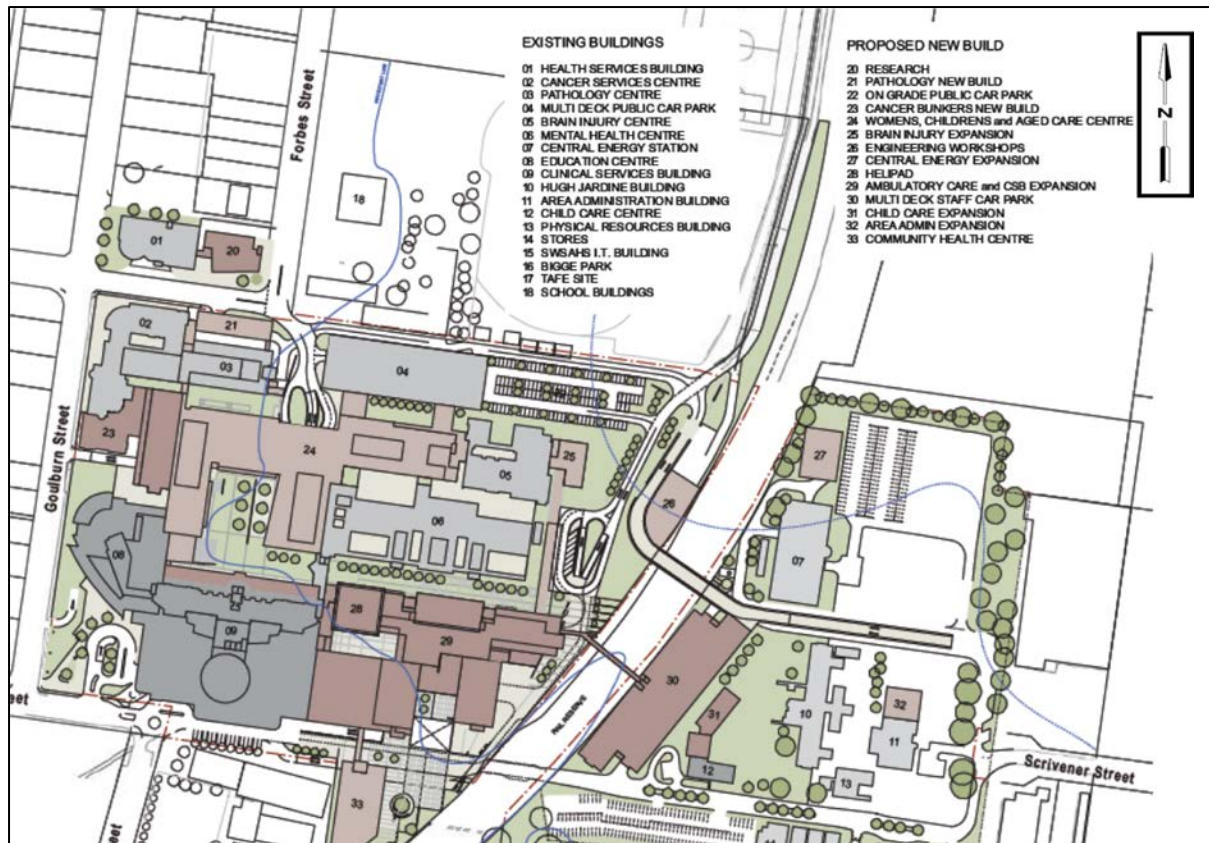 EXISTING BUILDINGS
01 HEALTH SERVICES BUILDING
02 CANCER SERVICES CENTRE
03 PATHOLOGY CENTRE
04 MULTI DECK PUBLIC CAR PARK
05 BRAIN INJURY CENTRE
06 MENTAL HEALTH CENTRE
07 CENTRAL ENERGY STATION
08 EDUCATION CENTRE
09 CLINICAL SERVICES BUILDING
10 HUGH JARDINE BUILDING
11 AREA ADMINISTRATION BUILDING
12 CHILD CARE CENTRE
13 PHYSICAL RESOURCES BUILDING
14 STORES
15 SWSAHS I.T. BUILDING
16 BIGGE PARK
17 TAFE SITE
18 SCHOOL BUILDINGS
PROPOSED NEW BUILD
20 RESEARCH
21 PATHOLOGY NEW BUILD
22 ON GRADE PUBLIC CAR PARK
23 CANCER BUNKERS NEW BUILD
24 WOMENS, CHILDRENS and AGED CARE CENTRE
25 BRAIN INJURY EXPANSION
26 ENGINEERING WORKSHOPS
27 CENTRAL ENERGY EXPANSION
28 HELIPAD
29 AMBULATORY CARE and CSB EXPANSION
30 MULTI DECK STAFF CAR PARK
31 CHILD CARE EXPANSION
32 AREA ADMIN EXPANSION
33 COMMUNITY HEALTH CENTRE
N
Forbes Street
18
01
20
02
21
03
04
23
24
05
25
27
Goulburn Street
26
06
07
08
28
09
29
30
31
32
10
11
eet
12
13
Scrivener Street
33
Street